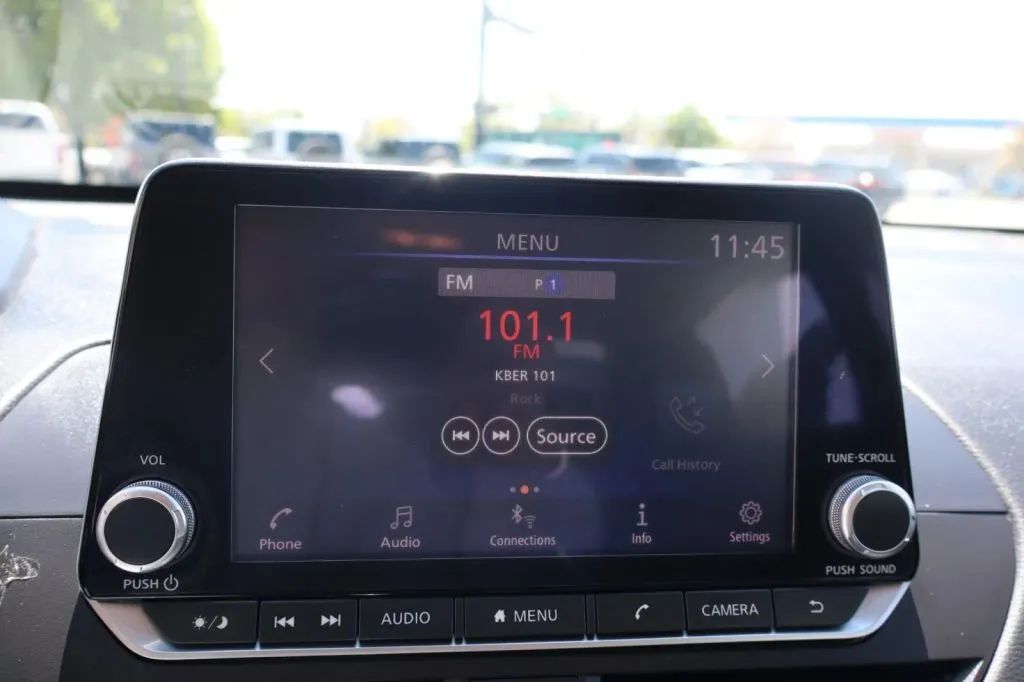 MENU
11:45
FM P 1
101.1
FM
KBER 101
Rock
Source
Call History
Phone Audio Connections Info Settings
VOL
PUSH
TUNE·SCROLL
PUSH SOUND
AUDIO MENU CAMERA